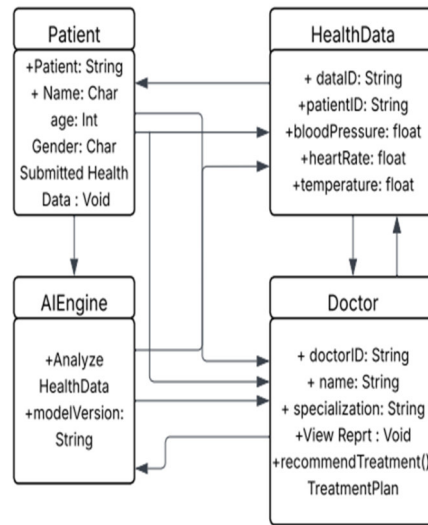 Patient
+Patient: String
+ Name: Char
age: Int
Gender: Char
Submitted Health
Data : Void
HealthData
+ dataID: String
+patientID: String
+bloodPressure: float
+heartRate: float
+temperature: float
AIEngine
+Analyze
HealthData
+modelVersion:
String
Doctor
+ doctorID: String
+ name: String
+ specialization: String
+View Reprt : Void
+recommendTreatment()
TreatmentPlan